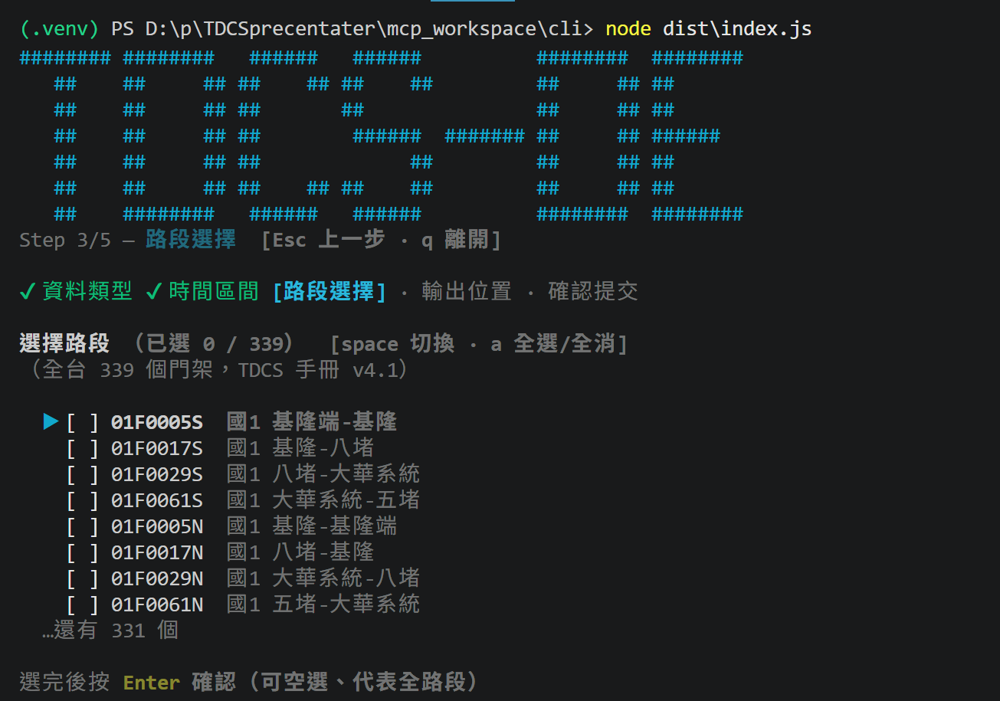 (.venv) PS D:\p\TDCSprecentater\mcp_workspace\cli> node dist\index.js
######## ########   ######   ######          ########  ########
   ##    ##     ## ##    ## ##    ##         ##     ## ##
   ##    ##     ## ##       ##               ##     ## ##
   ##    ##     ## ##        ######  ####### ##     ## ######
   ##    ##     ## ##             ##         ##     ## ##
   ##    ##     ## ##    ## ##    ##         ##     ## ##
   ##    ########   ######   ######          ########  ########
Step 3/5 — 路段選擇  [Esc 上一步 · q 離開]
✓ 資料類型 ✓ 時間區間 [路段選擇] · 輸出位置 · 確認提交
選擇路段 （已選 0 / 339）  [space 切換 · a 全選/全消]
（全台 339 個門架，TDCS 手冊 v4.1）
▶ [ ] 01F0005S  國1 基隆端-基隆
[ ] 01F0017S  國1 基隆-八堵
[ ] 01F0029S  國1 八堵-大華系統
[ ] 01F0061S  國1 大華系統-五堵
[ ] 01F0005N  國1 基隆-基隆端
[ ] 01F0017N  國1 八堵-基隆
[ ] 01F0029N  國1 大華系統-八堵
[ ] 01F0061N  國1 五堵-大華系統
…還有 331 個
選完後按 Enter 確認（可空選、代表全路段）